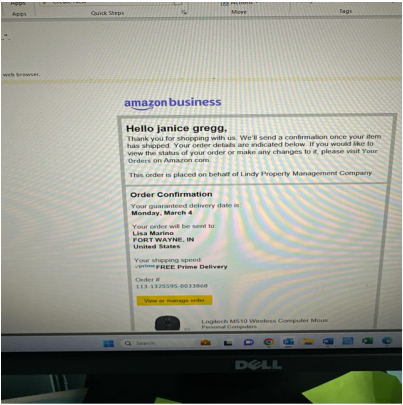 Apps
Apps
Quick Steps
Move
Tags
web browser.
amazon business
Hello janice gregg,
Thank you for shopping with us. We'll send a confirmation once your item
has shipped. Your order details are indicated below. If you would like to
view the status of your order or make any changes to it, please visit Your
Orders on Amazon.com.
This order is placed on behalf of Lindy Property Management Company.
Order Confirmation
Your guaranteed delivery date is:
Monday, March 4
Your order will be sent to:
Lisa Marino
FORT WAYNE, IN
United States
Your shipping speed:
prime FREE Prime Delivery
Order #
View or manage order
Logitech M510 Wireless Computer Mous...
Personal Computers
Search
DELL